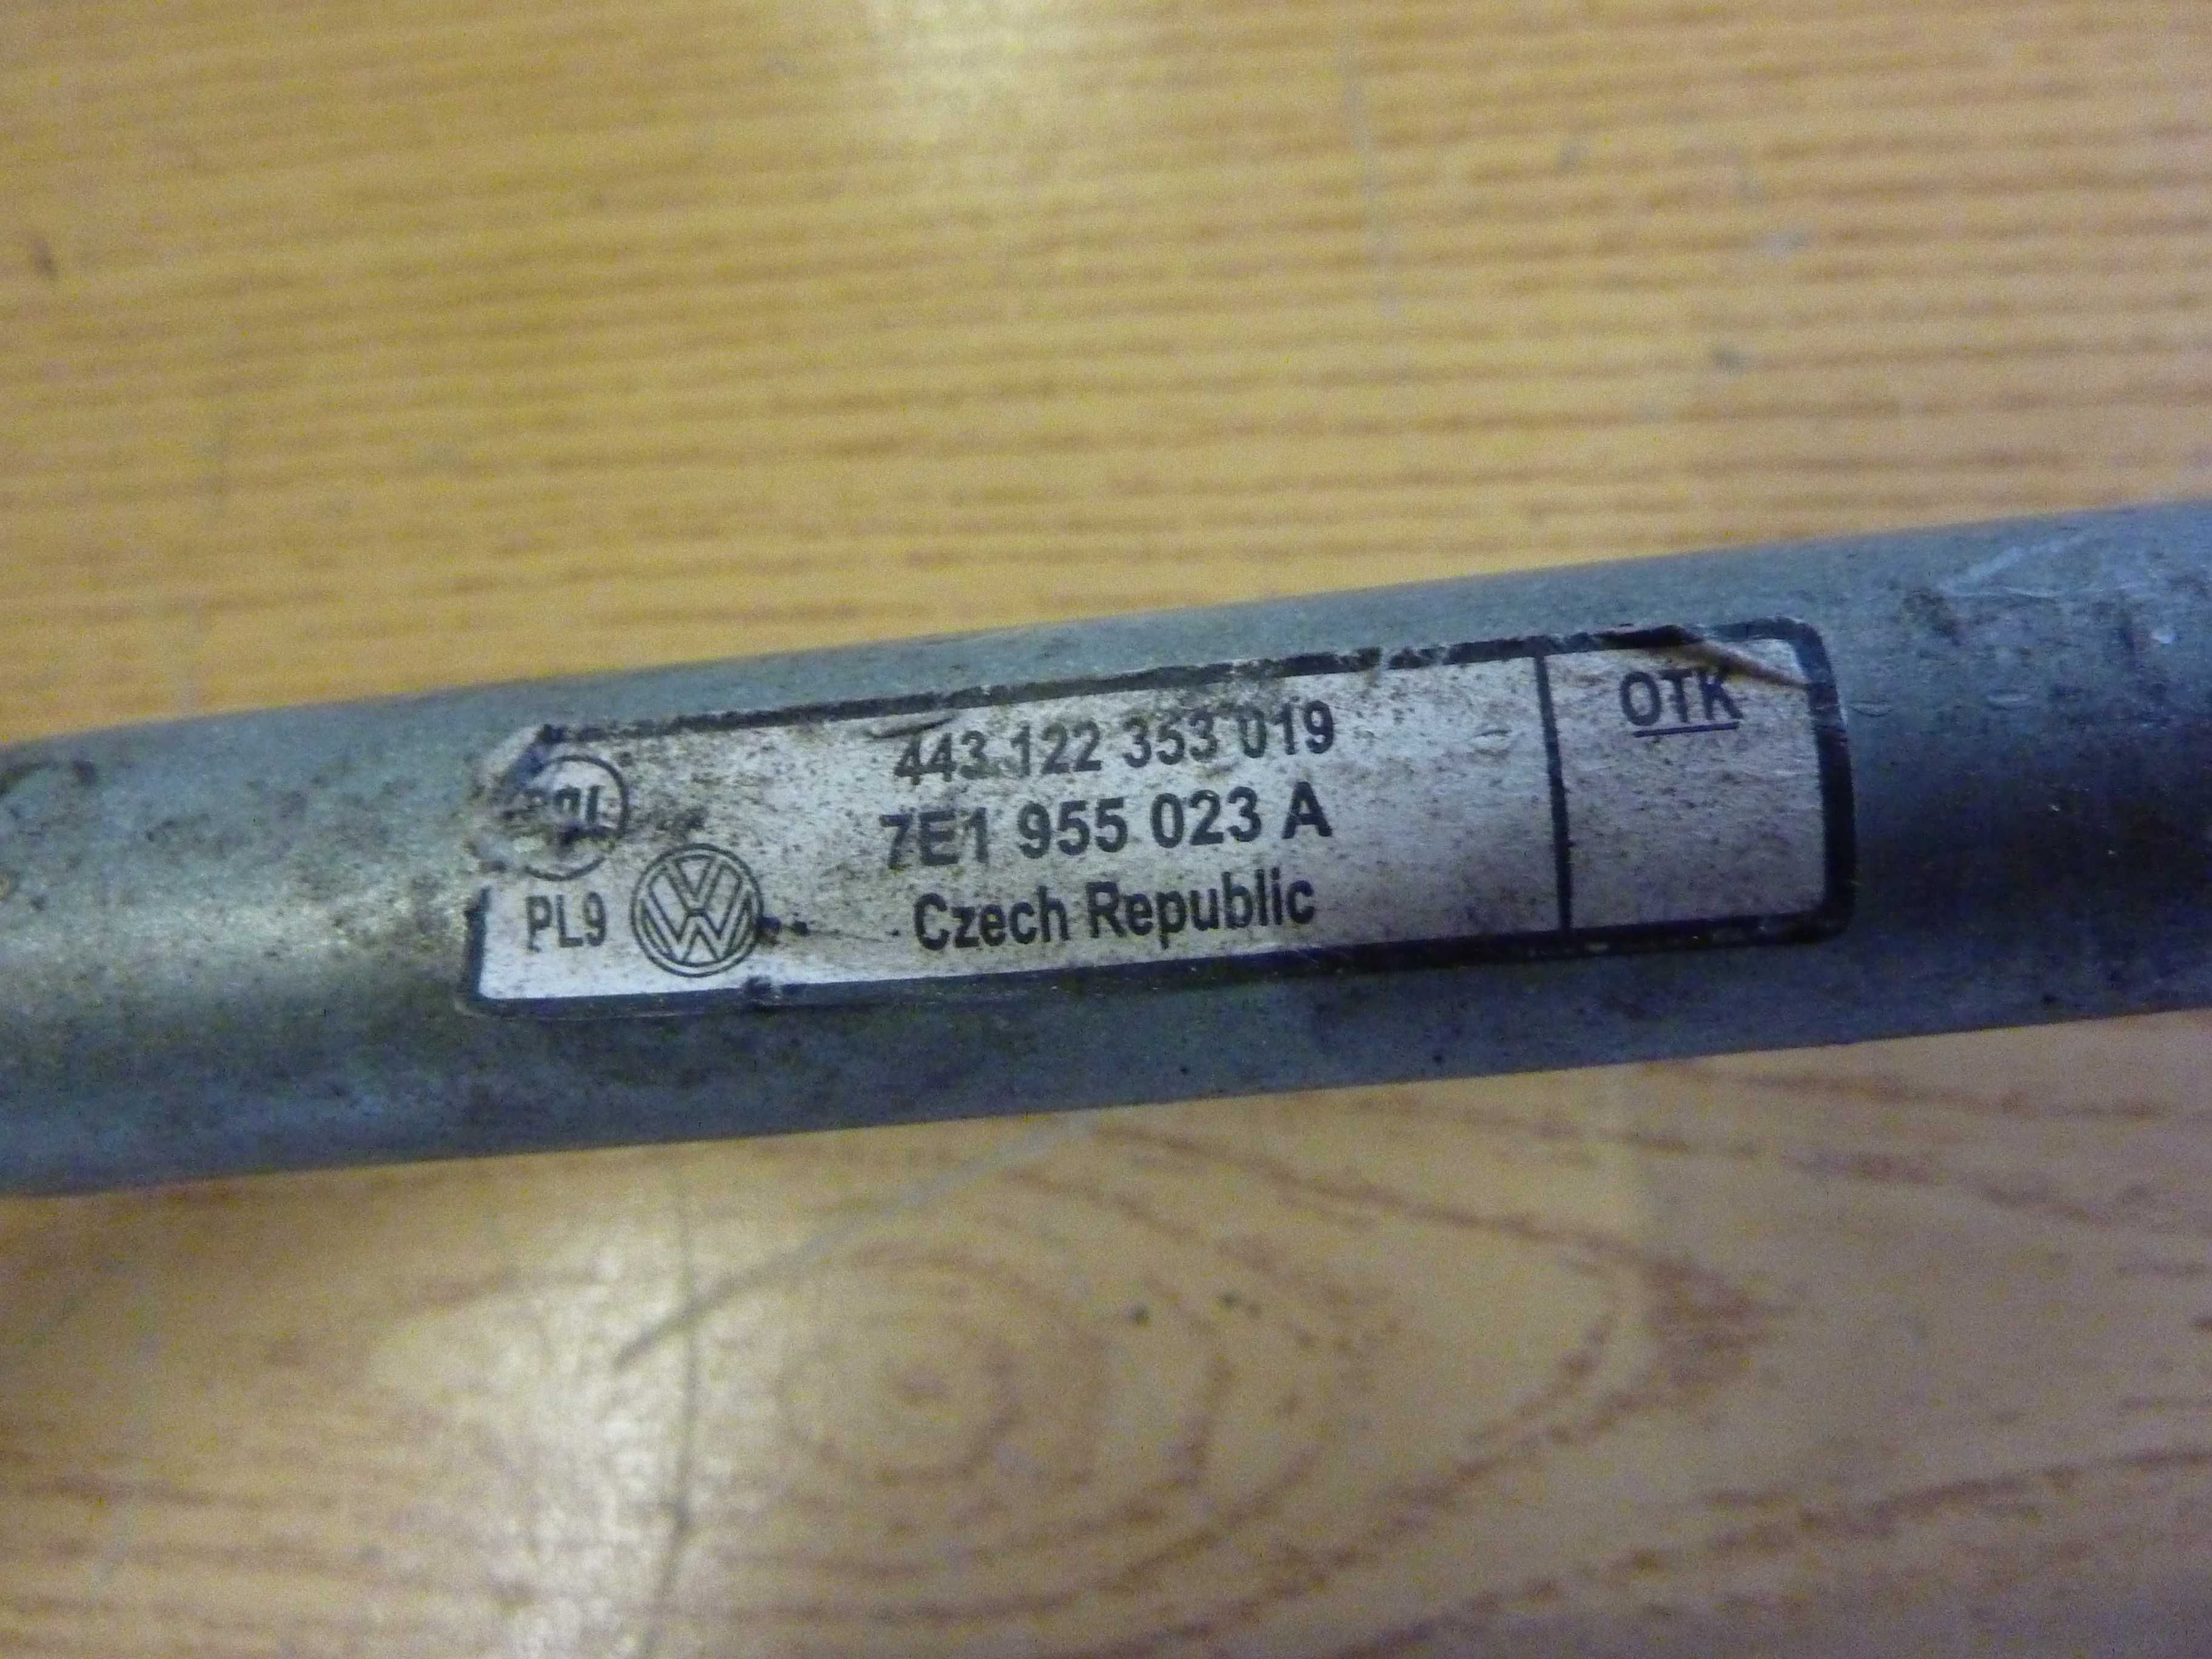 443 122 353 019
7E1 955 023 A
PL9
Czech Republic
OTK